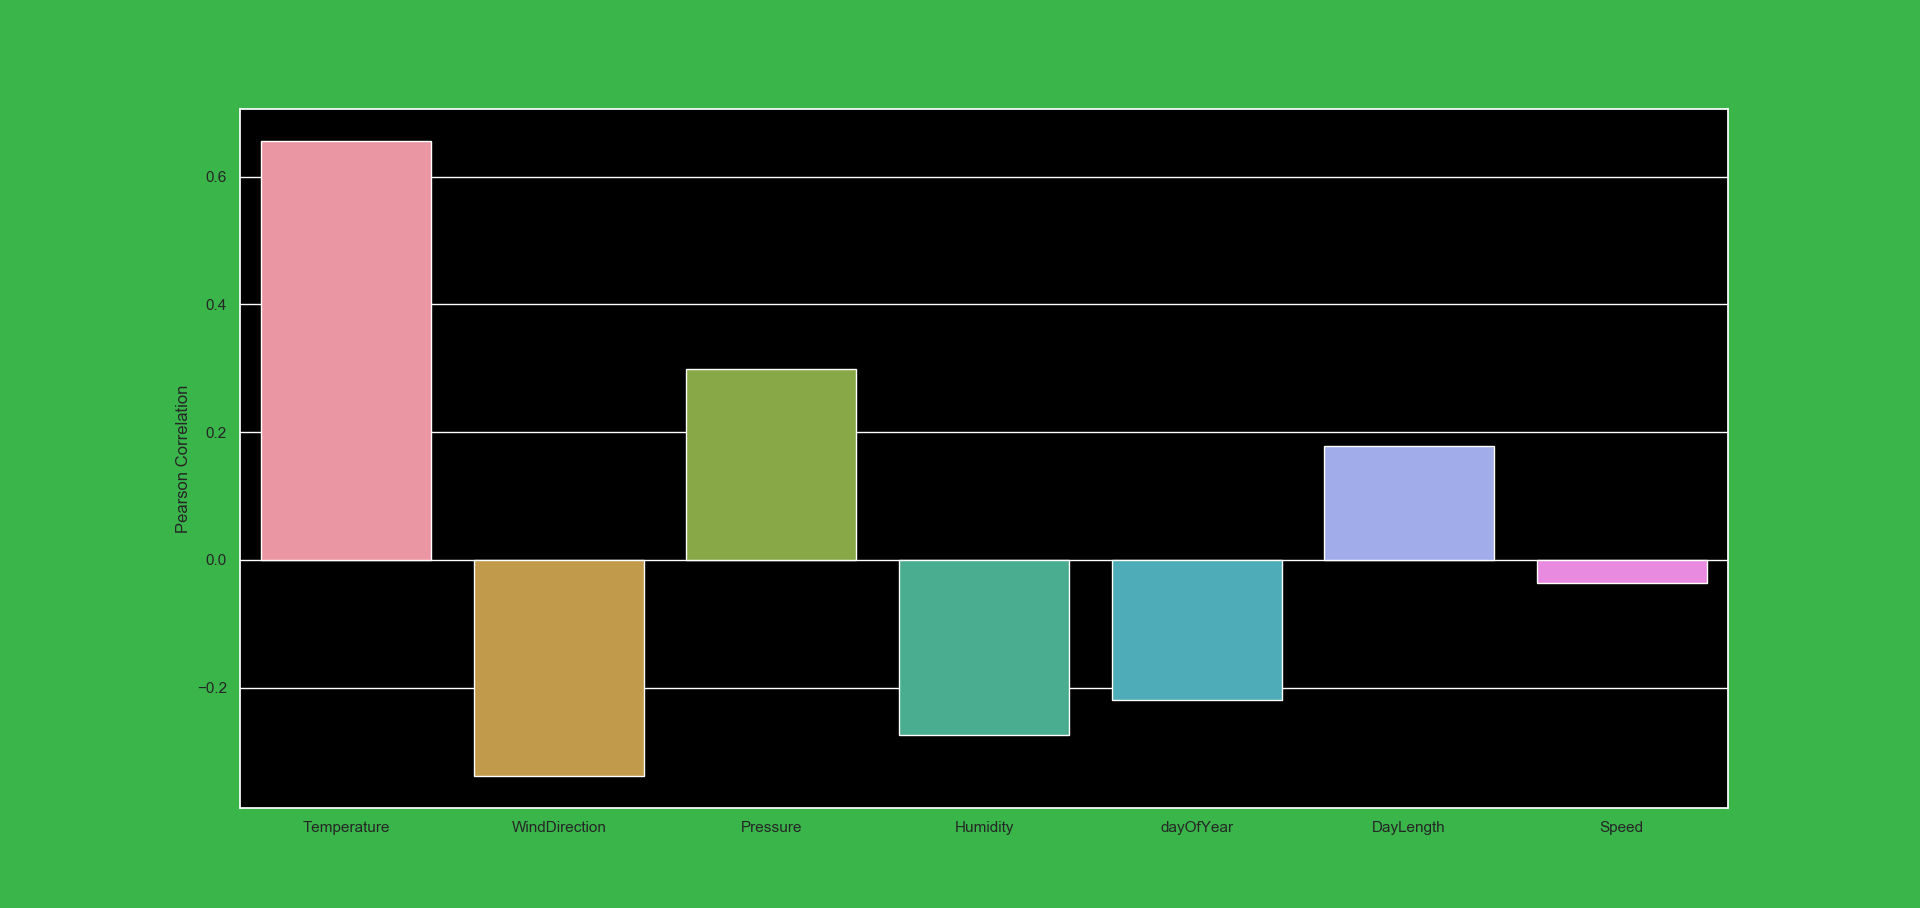 Pearson Correlation
0.6
0.4
0.2
0.0
−0.2
Temperature
WindDirection
Pressure
Humidity
dayOfYear
DayLength
Speed